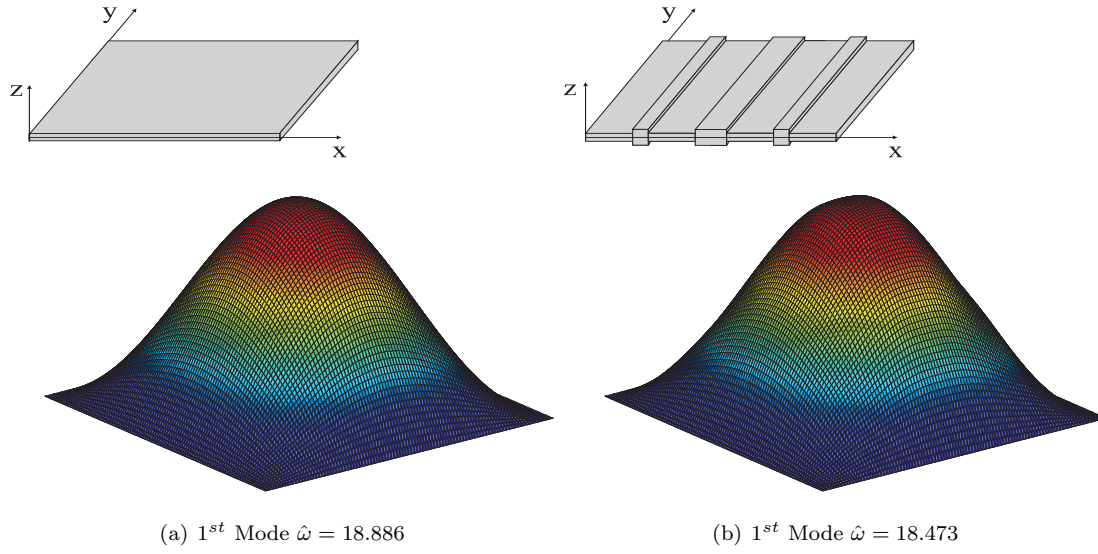 y
z
x
y
z
x
(a) 1st Mode ω̂ = 18.886
(b) 1st Mode ω̂ = 18.473